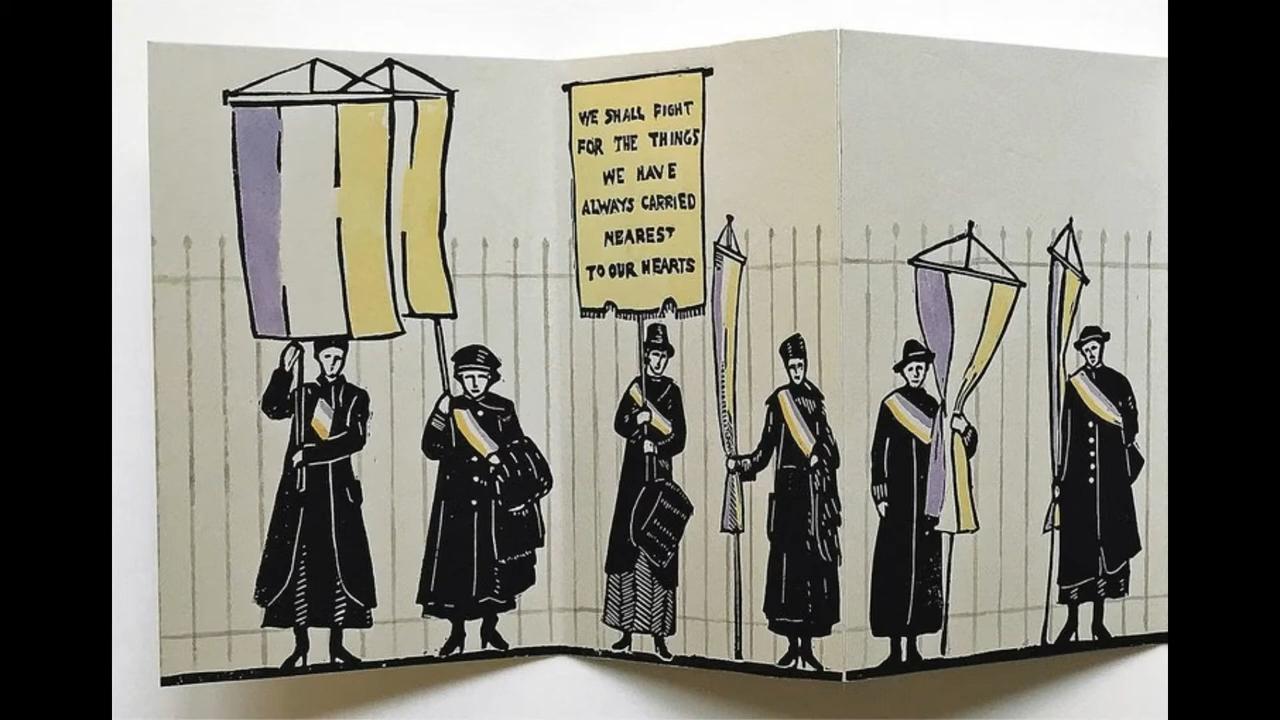 WE SHALL FIGHT
FOR THE THINGS
WE HAVE
ALWAYS CARRIED
NEAREST
TO OUR HEARTS